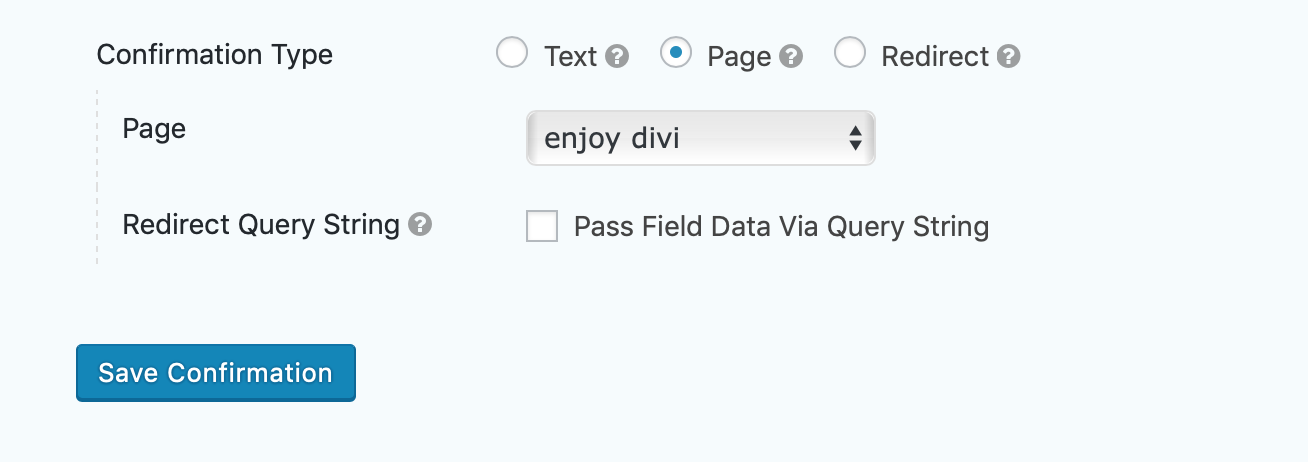 Confirmation Type Text ? Page ? Redirect ?
Page enjoy divi
Redirect Query String ? Pass Field Data Via Query String
Save Confirmation